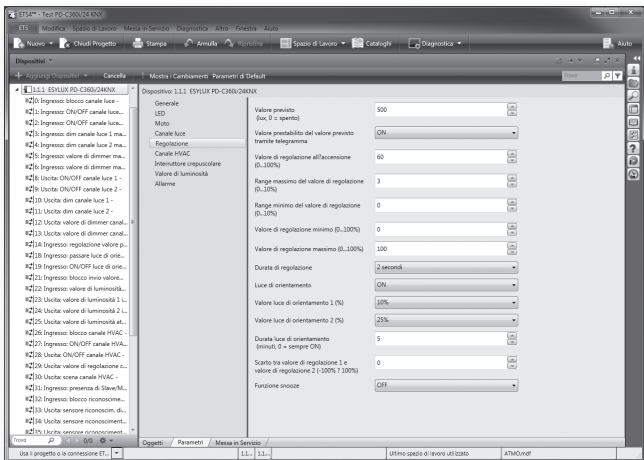 ETS4™ - Test PD-C360i/24 KNX
ETS Modifica Spazio di Lavoro Messa in Servizio Diagnostica Altro Finestra Aiuto
Nuovo Chiudi Progetto Stampa Annulla Ripristina Spazio di Lavoro Cataloghi Diagnostica Aiuto
Dispositivi
Aggiungi Dispositivi Cancella Mostra i Cambiamenti Parametri di Default Trova
1.1.1 ESYLUX PD-C360i/24KNX
0: Ingresso: blocco canale luce -
1: Ingresso: ON/OFF canale luce...
2: Ingresso: ON/OFF canale luce...
3: Ingresso: dim canale luce 1 ma...
4: Ingresso: dim canale luce 2 ma...
5: Ingresso: valore di dimmer ma...
6: Ingresso: valore di dimmer ma...
8: Uscita: ON/OFF canale luce 1 -
9: Uscita: ON/OFF canale luce 2 -
10: Uscita: dim canale luce 1 -
11: Uscita: dim canale luce 2 -
12: Uscita: valore di dimmer canal...
13: Uscita: valore di dimmer canal...
14: Ingresso: regolazione valore p...
18: Ingresso: passare luce di orie...
19: Ingresso: ON/OFF luce di orie...
21: Ingresso: blocco invio valore...
22: Ingresso: valore di luminosità...
23: Uscita: valore di luminosità 1 i...
24: Uscita: valore di luminosità 2 i...
25: Uscita: valore di luminosità at...
26: Ingresso: blocco canale HVAC -
27: Ingresso: ON/OFF canale HVA...
28: Uscita: ON/OFF canale HVAC -
29: Uscita: valore di regolazione c...
30: Uscita: scena canale HVAC -
31: Ingresso: presenza di Slave/M...
32: Ingresso: blocco riconoscime...
33: Uscita: sensore riconoscim. di...
34: Uscita: sensore riconosciment...
35: Uscita: sensore riconosciment...
Trova 0/0
Dispositivo: 1.1.1 ESYLUX PD-C360i/24KNX
Generale
LED
Moto
Canale luce
Regolazione
Canale HVAC
Interruttore crepuscolare
Valore di luminosità
Allarme
Valore previsto
(lux, 0 = spento)
500
Valore prestabilito del valore previsto
tramite telegramma
ON
Valore di regolazione all'accensione
(0...100%)
60
Range massimo del valore di regolazione
(0...10%)
3
Range minimo del valore di regolazione
(0...10%)
0
Valore di regolazione minimo (0...100%)
0
Valore di regolazione massimo (0...100%)
100
Durata di regolazione
2 secondi
Luce di orientamento
ON
Valore luce di orientamento 1 (%)
10%
Valore luce di orientamento 2 (%)
25%
Durata luce di orientamento
(minuti, 0 = sempre ON)
5
Scarto tra valore di regolazione 1 e
valore di regolazione 2 (-100% ? 100%)
0
Funzione snooze
OFF
Oggetti Parametri Messa in Servizio
Usa il progetto o la connessione ET... 1.1... 1.1... Ultimo spazio di lavoro utilizzato ATMO.mdf